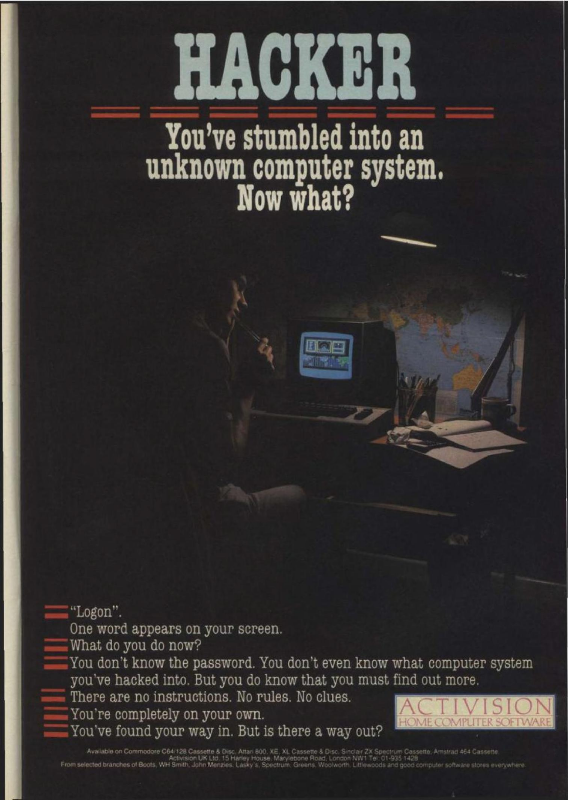 HACKER
You've stumbled into an
unknown computer system.
Now what?
"Logon".
One word appears on your screen.
What do you do now?
You don't know the password. You don't even know what computer system
you've hacked into. But you do know that you must find out more.
There are no instructions. No rules. No clues.
You're completely on your own.
You've found your way in. But is there a way out?
ACTIVISION
HOME COMPUTER SOFTWARE
Available on Commodore C64/128 Cassette & Disc, Atari 800, XE, XL Cassette & Disc, Sinclair ZX Spectrum Cassette, Amstrad 464 Cassette
Activision UK Ltd, 15 Harley House, Marylebone Road, London NW1 Tel: 01-935 1428
From selected branches of Boots, WH Smith, John Menzies, Lasky's, Spectrum, Greens, Woolworth, Littlewoods and good computer software stores everywhere.